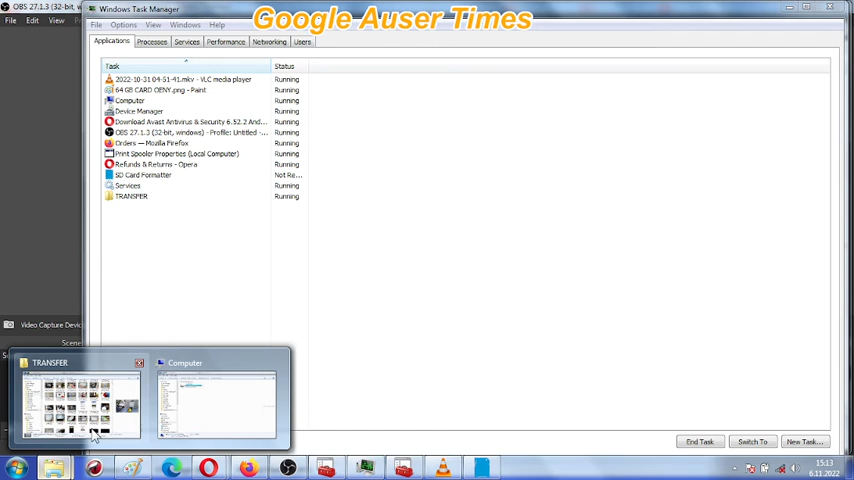 OBS 27.1.3 (32-bit, w
File Edit View
Windows Task Manager
Google Auser Times
File Options View Windows Help
Applications Processes Services Performance Networking Users
Task Status
2022-10-31 04-51-41.mkv - VLC media player Running
64 GB CARD OENY.png - Paint Running
Computer Running
Device Manager Running
Download Avast Antivirus & Security 6.52.2 And... Running
OBS 27.1.3 (32-bit, windows) - Profile: Untitled -... Running
Orders — Mozilla Firefox Running
Print Spooler Properties (Local Computer) Running
Refunds & Returns - Opera Running
SD Card Formatter Not Re...
Services Running
TRANSFER Running
Video Capture Devic
Scene
TRANSFER Computer
End Task Switch To New Task...
15:13
6.11.2022